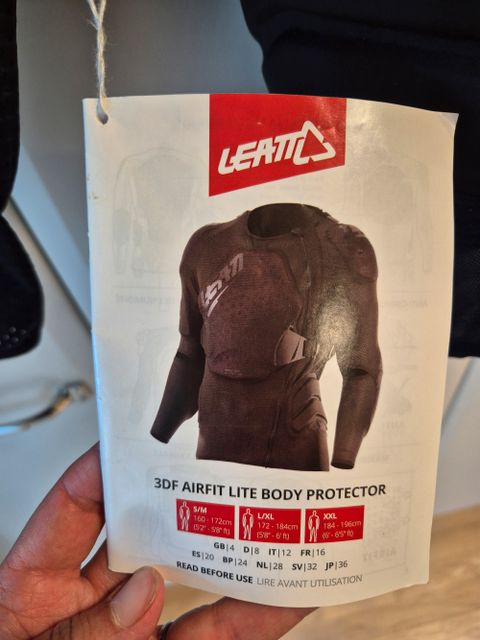 LEATT
LEATT
3DF AIRFIT LITE BODY PROTECTOR
S/M
160 - 172cm
(5'2" - 5'8" ft)
L/XL
172 - 184cm
(5'8" - 6' ft)
XXL
184 - 196cm
(6' - 6'5" ft)
GB|4 D|8 IT|12 FR|16
ES|20 BP|24 NL|28 SV|32 JP|36
READ BEFORE USE LIRE AVANT UTILISATION